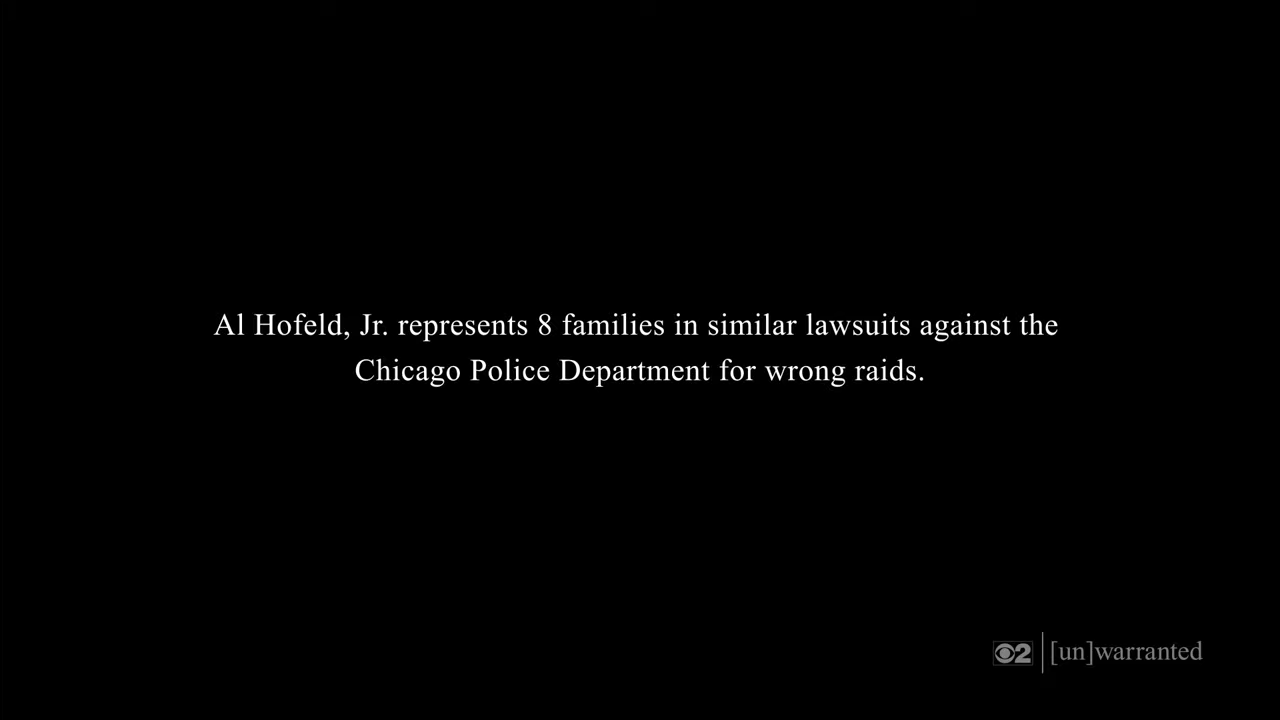 Al Hofeld, Jr. represents 8 families in similar lawsuits against the
Chicago Police Department for wrong raids.
2 [un]warranted